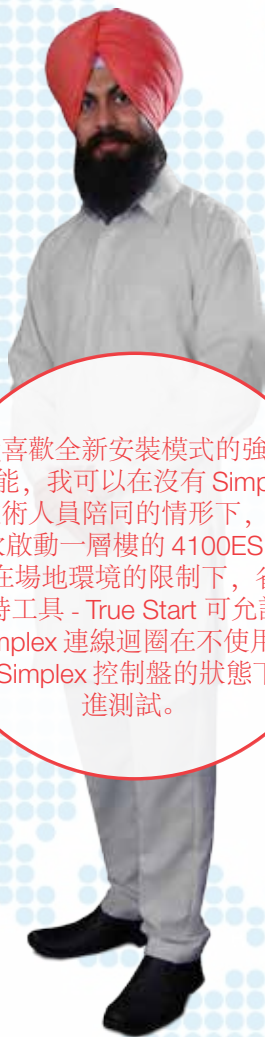 喜歡全新安裝模式的強
能，我可以在沒有 Simp
術人員陪同的情形下，
啟動一層樓的 4100ES
在場地環境的限制下，
特工具 - True Start 可允
mplex 連線迴圈在不使用
Simplex 控制盤的狀態下
進測試。